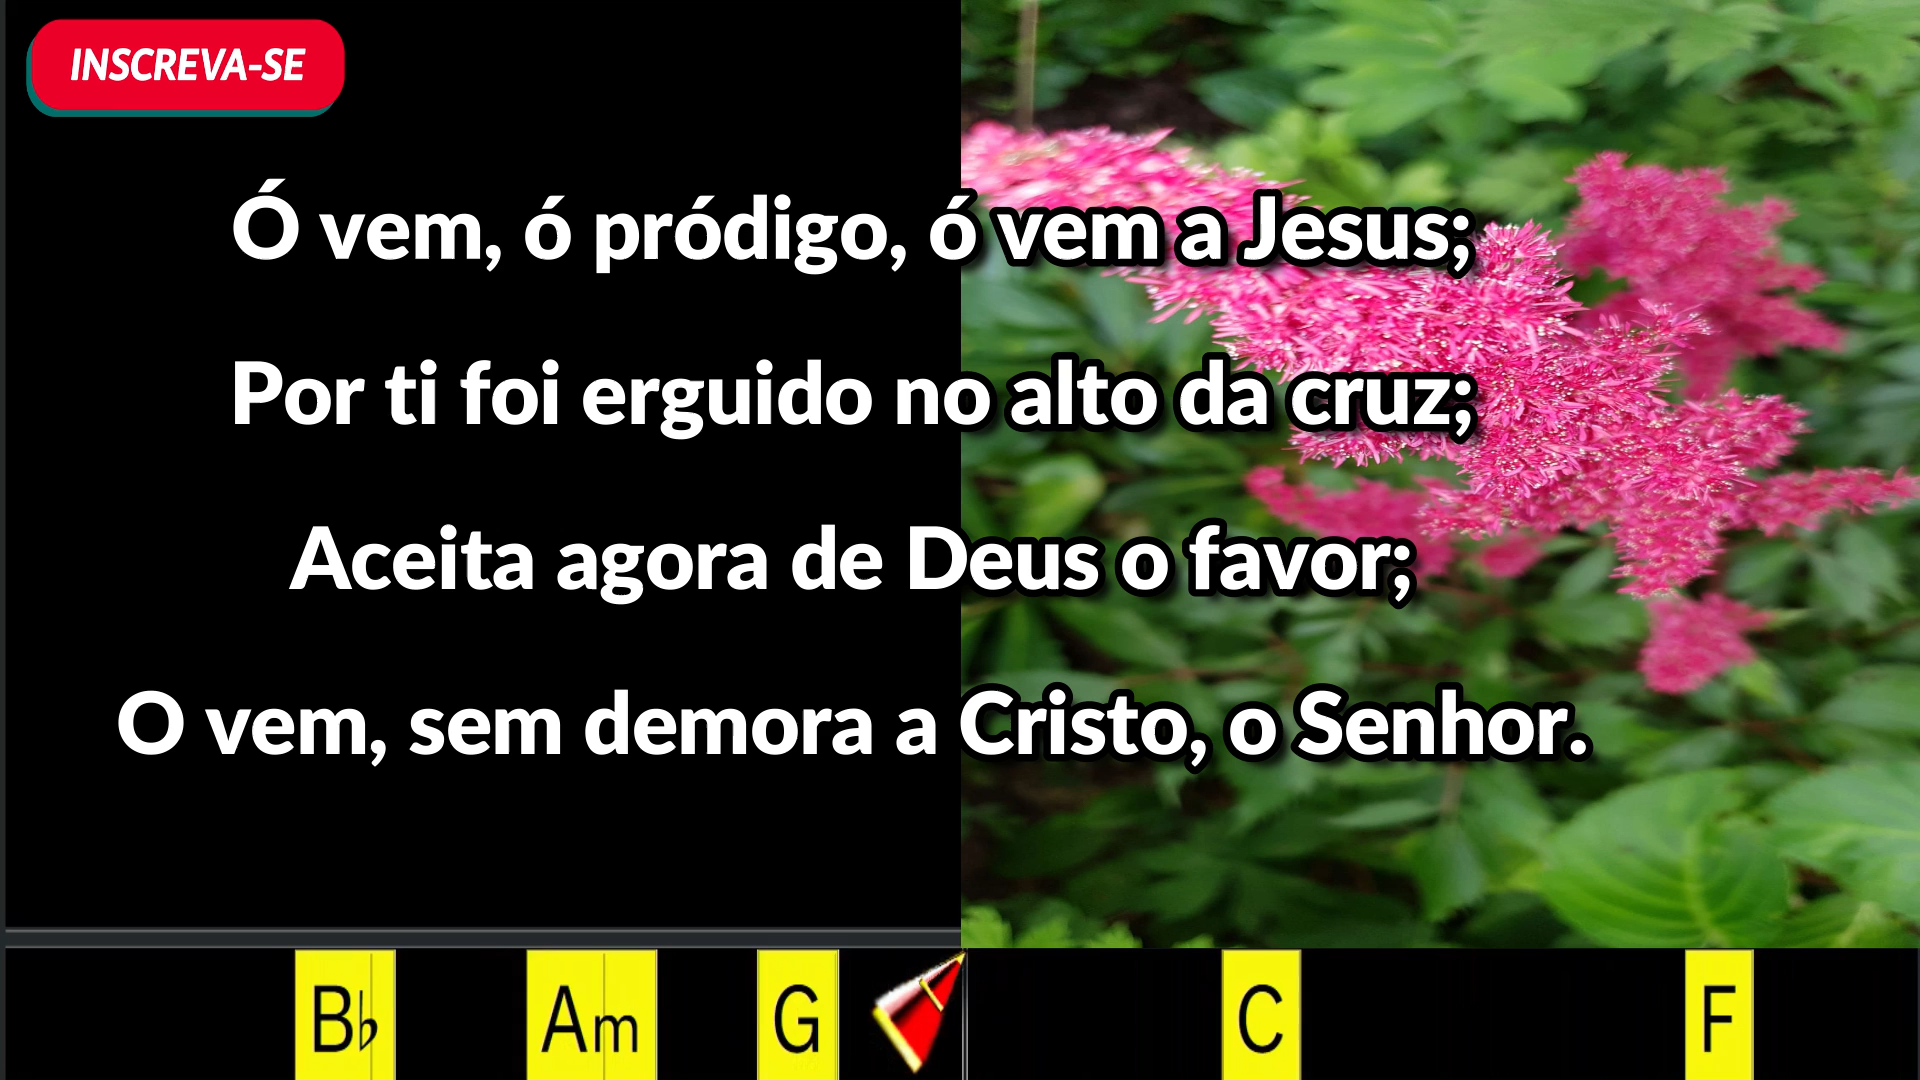 INSCREVA-SE
Ó vem, ó pródigo, ó vem a Jesus;
Por ti foi erguido no alto da cruz;
Aceita agora de Deus o favor;
O vem, sem demora a Cristo, o Senhor.
B♭ Am G C F